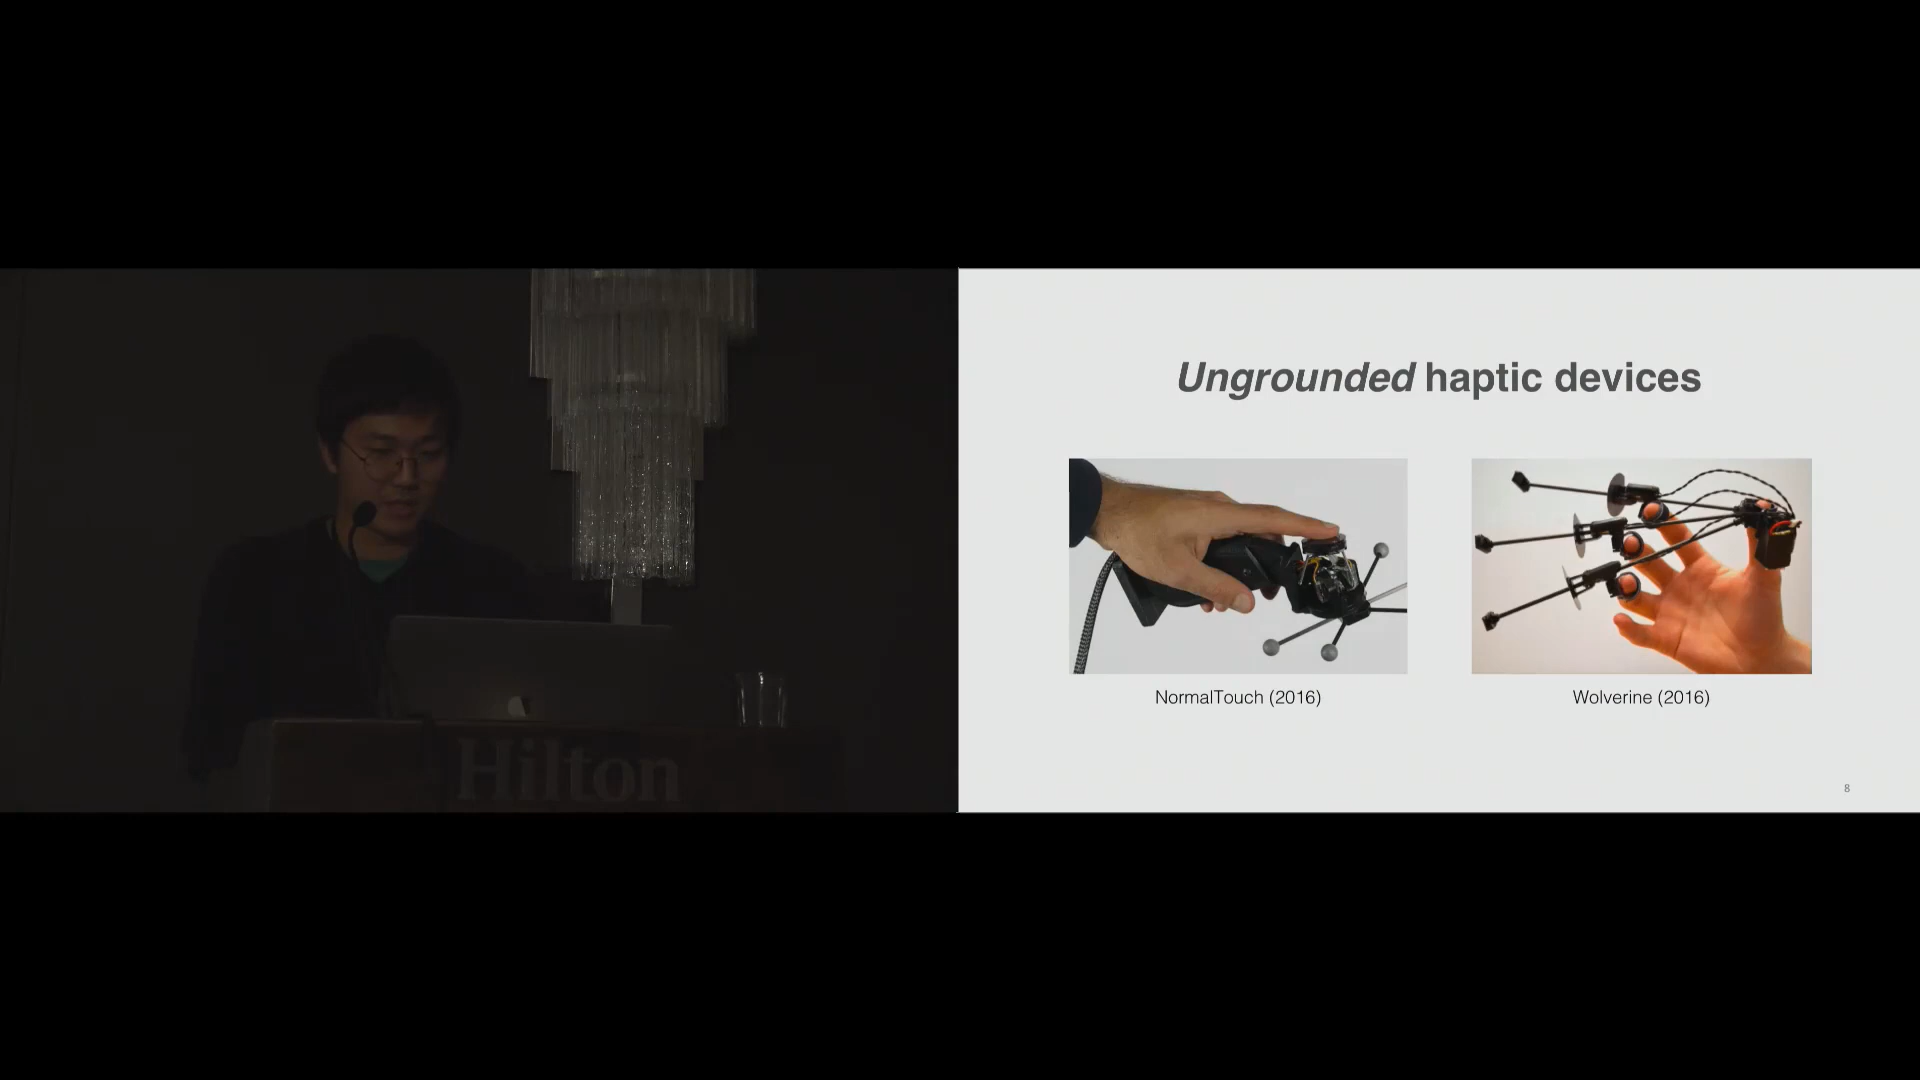 Hilton
Ungrounded haptic devices
NormalTouch (2016)
Wolverine (2016)
8